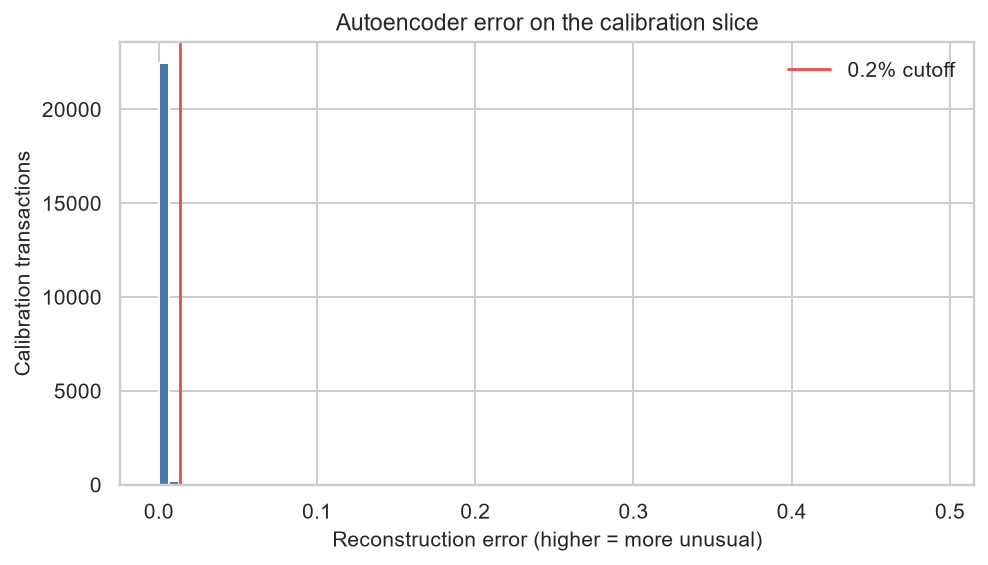 Autoencoder error on the calibration slice
0.2% cutoff
Calibration transactions
20000
15000
10000
5000
0
0.0 0.1 0.2 0.3 0.4 0.5
Reconstruction error (higher = more unusual)